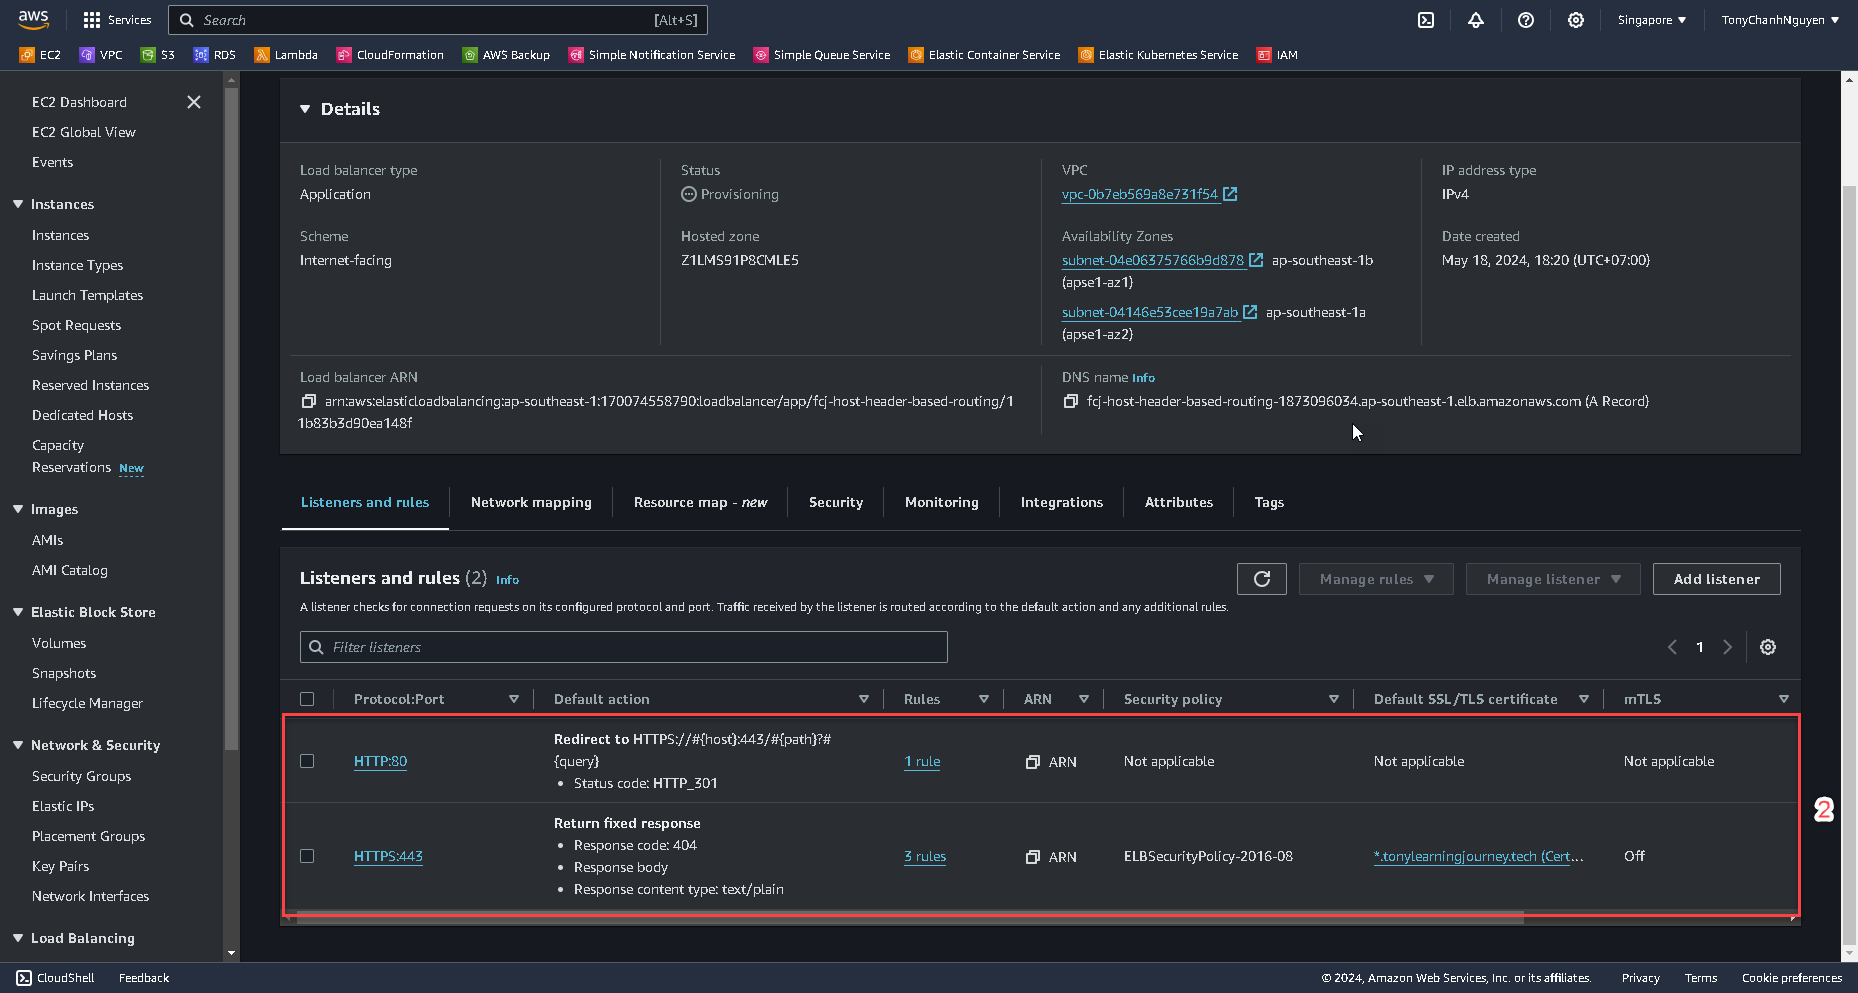 aws
Services
Search
[Alt+S]
Singapore
TonyChanhNguyen
EC2
VPC
S3
RDS
Lambda
CloudFormation
AWS Backup
Simple Notification Service
Simple Queue Service
Elastic Container Service
Elastic Kubernetes Service
IAM
EC2 Dashboard
EC2 Global View
Events
Instances
Instances
Instance Types
Launch Templates
Spot Requests
Savings Plans
Reserved Instances
Dedicated Hosts
Capacity
Reservations New
Images
AMIs
AMI Catalog
Elastic Block Store
Volumes
Snapshots
Lifecycle Manager
Network & Security
Security Groups
Elastic IPs
Placement Groups
Key Pairs
Network Interfaces
Load Balancing
Details
Load balancer type
Application
Status
Provisioning
VPC
vpc-0b7eb569a8e731f54
IP address type
IPv4
Scheme
Internet-facing
Hosted zone
Z1LMS91P8CMLE5
Availability Zones
subnet-04e06375766b9d878 ap-southeast-1b
(apse1-az1)
subnet-04146e53cee19a7ab ap-southeast-1a
(apse1-az2)
Date created
May 18, 2024, 18:20 (UTC+07:00)
Load balancer ARN
arn:aws:elasticloadbalancing:ap-southeast-1:170074558790:loadbalancer/app/fcj-host-header-based-routing/1
1b83b3d90ea148f
DNS name Info
fcj-host-header-based-routing-1873096034.ap-southeast-1.elb.amazonaws.com (A Record)
Listeners and rules
Network mapping
Resource map - new
Security
Monitoring
Integrations
Attributes
Tags
Listeners and rules (2) Info
Manage rules
Manage listener
Add listener
A listener checks for connection requests on its configured protocol and port. Traffic received by the listener is routed according to the default action and any additional rules.
Filter listeners
1
Protocol:Port
Default action
Rules
ARN
Security policy
Default SSL/TLS certificate
mTLS
HTTP:80
Redirect to HTTPS://#{host}:443/#{path}?#
{query}
• Status code: HTTP_301
1 rule
ARN
Not applicable
Not applicable
Not applicable
HTTPS:443
Return fixed response
• Response code: 404
• Response body
• Response content type: text/plain
3 rules
ARN
ELBSecurityPolicy-2016-08
*.tonylearningjourney.tech (Cert...
Off
2
CloudShell
Feedback
© 2024, Amazon Web Services, Inc. or its affiliates.
Privacy
Terms
Cookie preferences